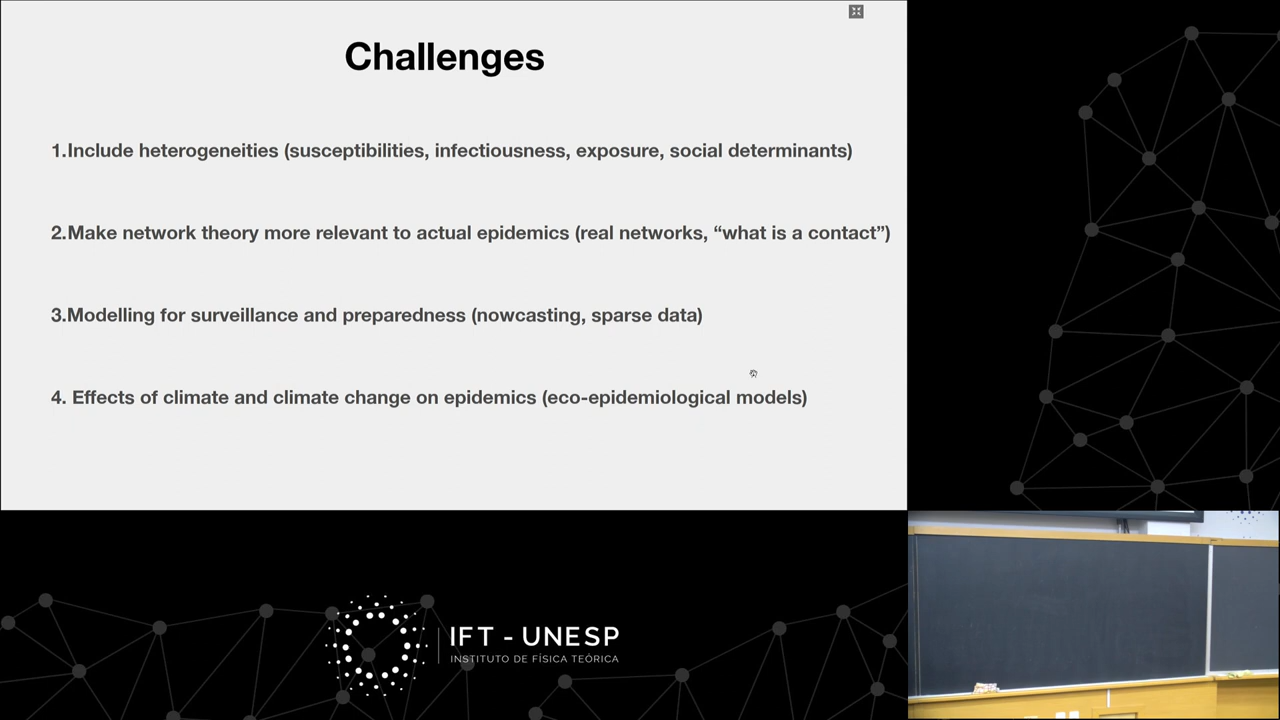 Challenges
1.Include heterogeneities (susceptibilities, infectiousness, exposure, social determinants)
2.Make network theory more relevant to actual epidemics (real networks, “what is a contact”)
3.Modelling for surveillance and preparedness (nowcasting, sparse data)
4. Effects of climate and climate change on epidemics (eco-epidemiological models)
IFT - UNESP
INSTITUTO DE FÍSICA TEÓRICA